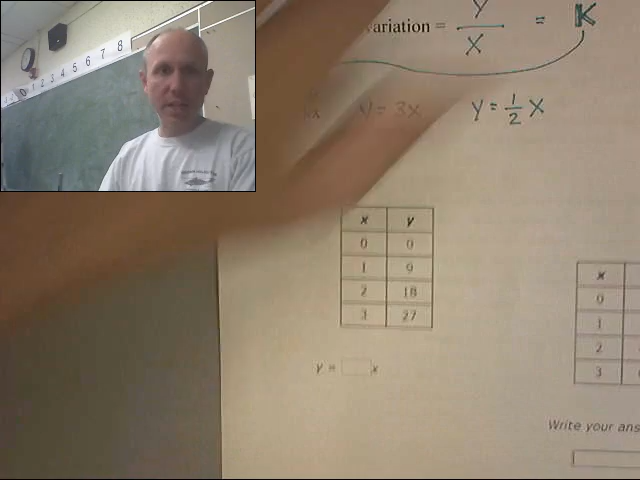 1 2 3 4 5 6 7 8
variation = Y/X = K
x y = 3x y = 1/2 x
x y
0 0
1 9
2 18
3 27
y = x
x
0
1
2
3
Write your ans